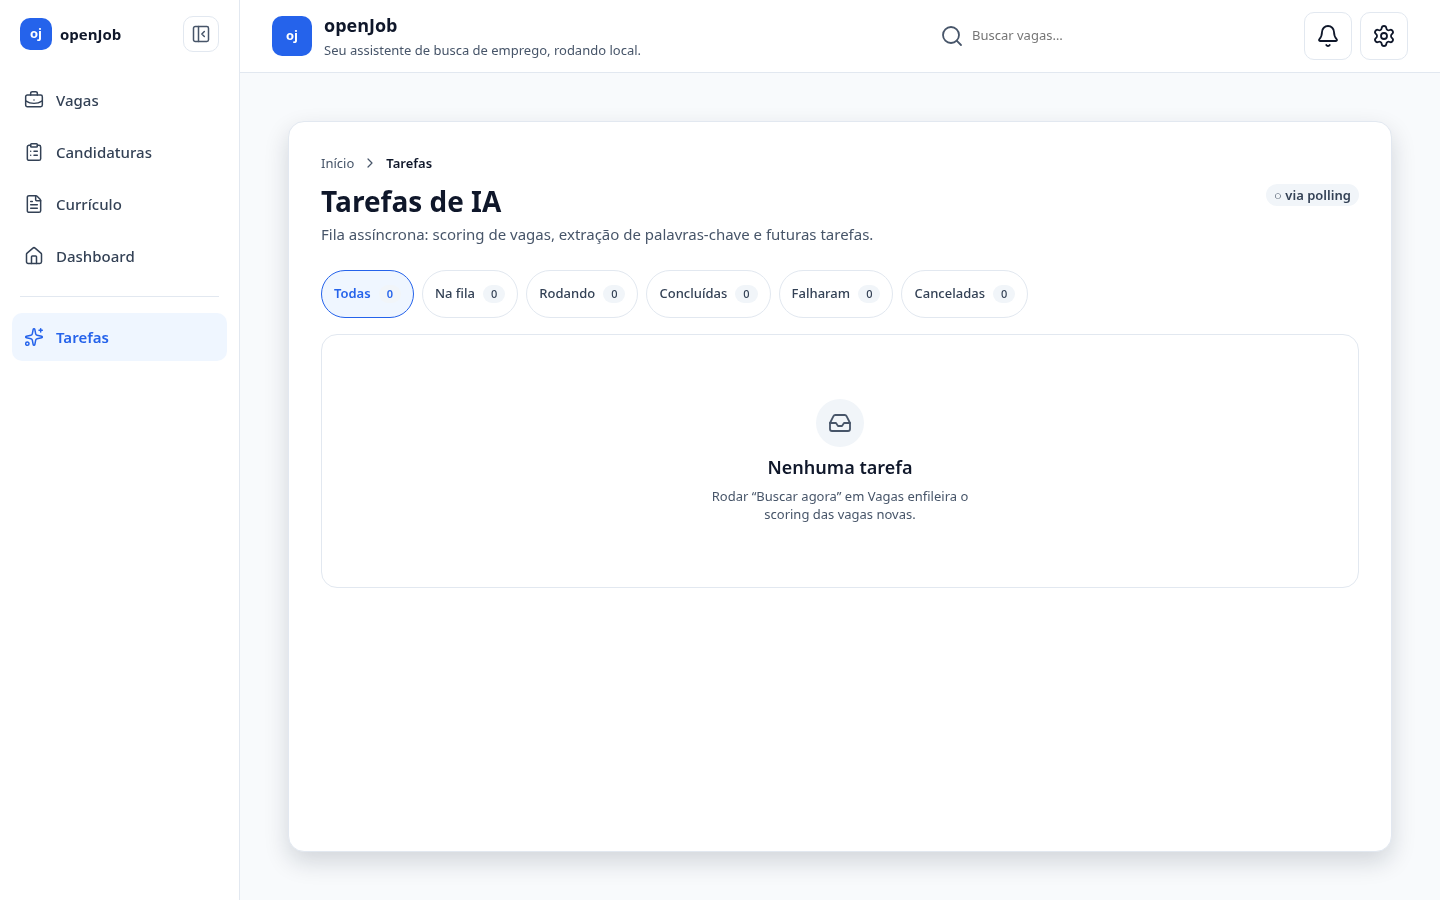 oj openJob
Vagas
Candidaturas
Currículo
Dashboard
Tarefas
oj
openJob
Seu assistente de busca de emprego, rodando local.
Buscar vagas...
Início > Tarefas
Tarefas de IA
○ via polling
Fila assíncrona: scoring de vagas, extração de palavras-chave e futuras tarefas.
Todas 0 Na fila 0 Rodando 0 Concluídas 0 Falharam 0 Canceladas 0
Nenhuma tarefa
Rodar “Buscar agora” em Vagas enfileira o
scoring das vagas novas.